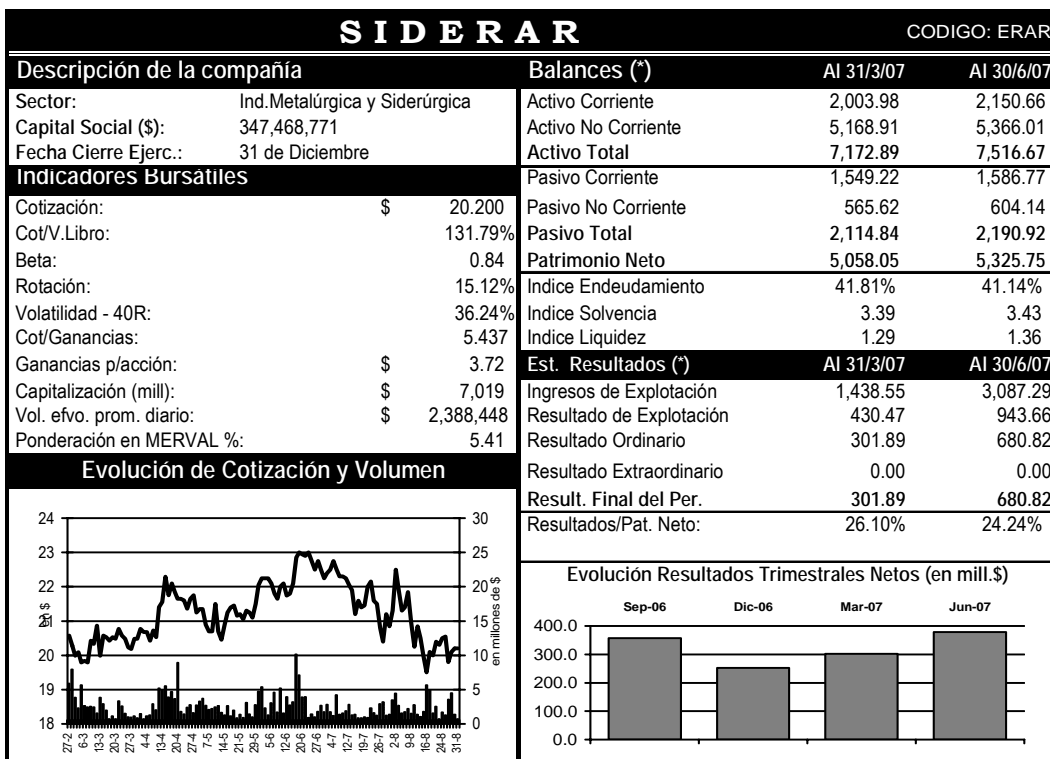 SIDERAR CODIGO: ERAR
Descripción de la compañía
Sector: Ind.Metalúrgica y Siderúrgica
Capital Social ($): 347,468,771
Fecha Cierre Ejerc.: 31 de Diciembre
Indicadores Bursátiles
Cotización: $ 20.200
Cot/V.Libro: 131.79%
Beta: 0.84
Rotación: 15.12%
Volatilidad - 40R: 36.24%
Cot/Ganancias: 5.437
Ganancias p/acción: $ 3.72
Capitalización (mill): $ 7,019
Vol. efvo. prom. diario: $ 2,388,448
Ponderación en MERVAL %: 5.41
Evolución de Cotización y Volumen
24 30
23 25
22 20
21 15
20 10
19 5
18 0
en $
en millones de $
27-2 6-3 13-3 20-3 27-3 4-4 13-4 20-4 27-4 7-5 14-5 21-5 29-5 5-6 12-6 20-6 27-6 4-7 12-7 19-7 26-7 2-8 9-8 16-8 24-8 31-8
Balances (*) Al 31/3/07 Al 30/6/07
Activo Corriente 2,003.98 2,150.66
Activo No Corriente 5,168.91 5,366.01
Activo Total 7,172.89 7,516.67
Pasivo Corriente 1,549.22 1,586.77
Pasivo No Corriente 565.62 604.14
Pasivo Total 2,114.84 2,190.92
Patrimonio Neto 5,058.05 5,325.75
Indice Endeudamiento 41.81% 41.14%
Indice Solvencia 3.39 3.43
Indice Liquidez 1.29 1.36
Est. Resultados (*) Al 31/3/07 Al 30/6/07
Ingresos de Explotación 1,438.55 3,087.29
Resultado de Explotación 430.47 943.66
Resultado Ordinario 301.89 680.82
Resultado Extraordinario 0.00 0.00
Result. Final del Per. 301.89 680.82
Resultados/Pat. Neto: 26.10% 24.24%
Evolución Resultados Trimestrales Netos (en mill.$)
Sep-06 Dic-06 Mar-07 Jun-07
400.0
300.0
200.0
100.0
0.0